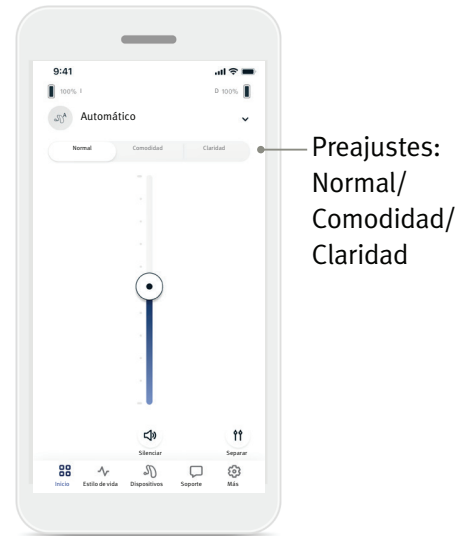 9:41
100% I
D 100%
Automático
Normal Comodidad Claridad
Preajustes:
Normal/
Comodidad/
Claridad
Silenciar Separar
Inicio Estilo de vida Dispositivos Soporte Más